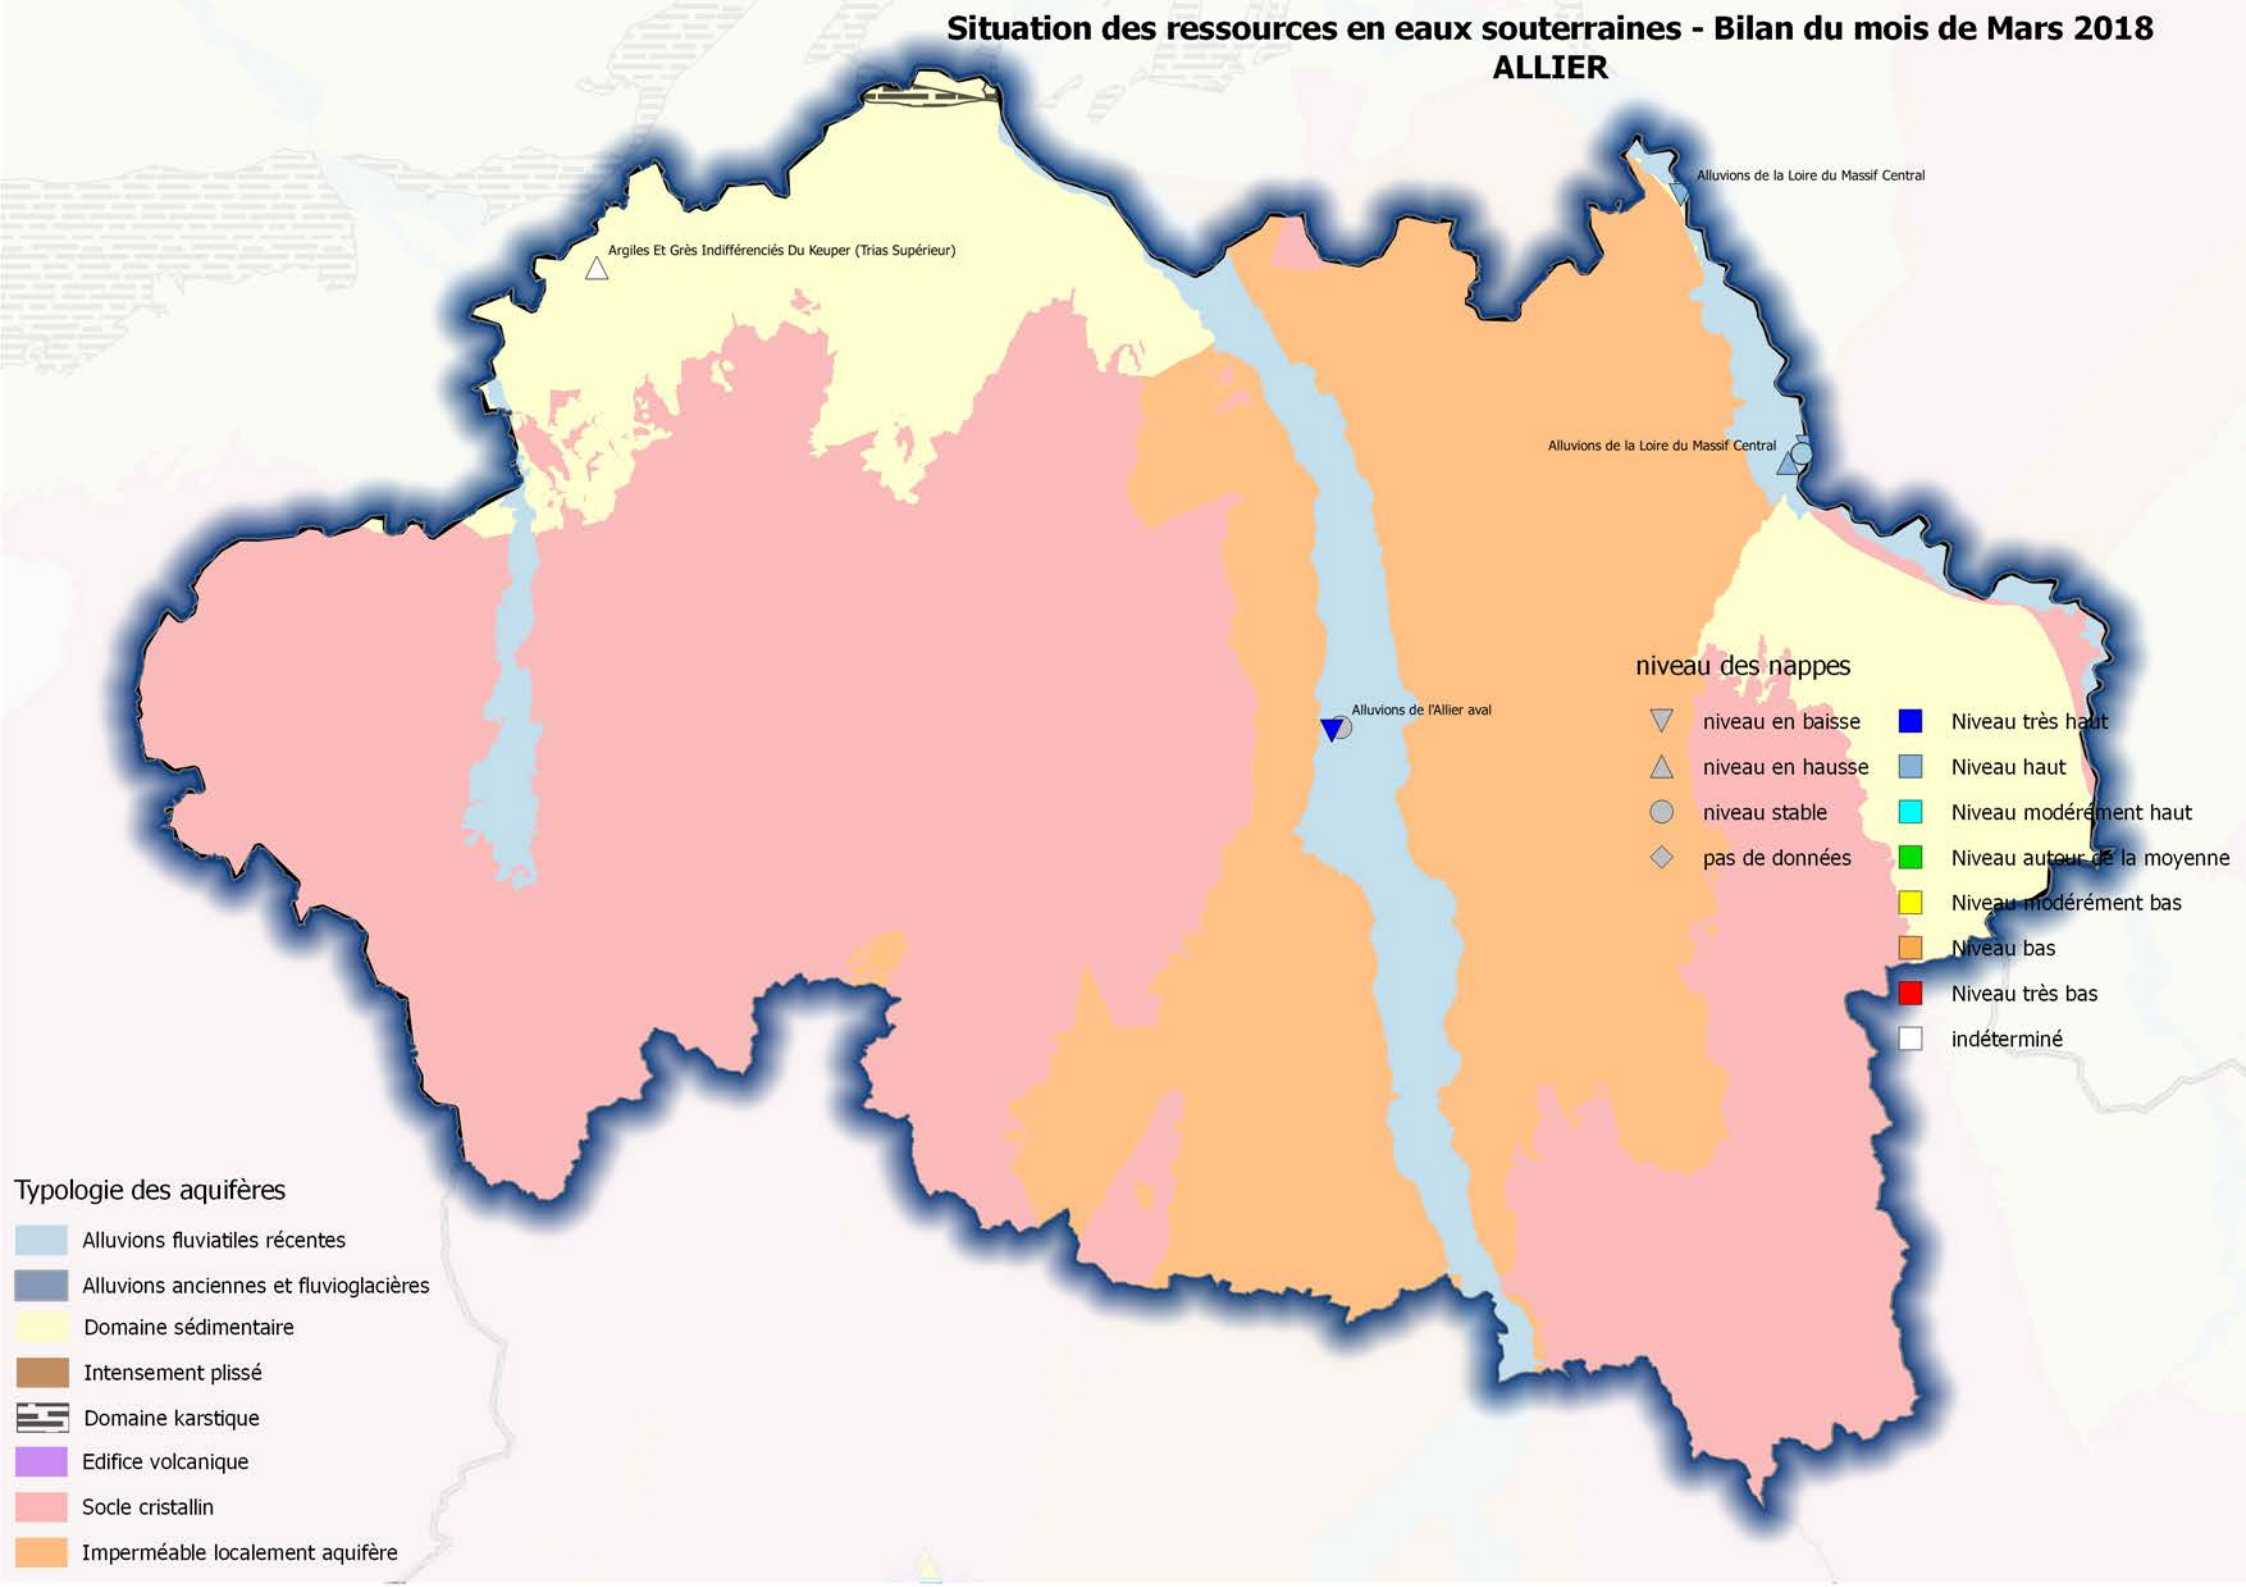 Situation des ressources en eaux souterraines - Bilan du mois de Mars 2018
ALLIER
Alluvions de la Loire du Massif Central
Argiles Et Grès Indifférenciés Du Keuper (Trias Supérieur)
Alluvions de la Loire du Massif Central
Alluvions de l'Allier aval
niveau des nappes
niveau en baisse
niveau en hausse
niveau stable
pas de données
Niveau très haut
Niveau haut
Niveau modérément haut
Niveau autour de la moyenne
Niveau modérément bas
Niveau bas
Niveau très bas
indéterminé
Typologie des aquifères
Alluvions fluviatiles récentes
Alluvions anciennes et fluvioglacières
Domaine sédimentaire
Intensement plissé
Domaine karstique
Edifice volcanique
Socle cristallin
Imperméable localement aquifère